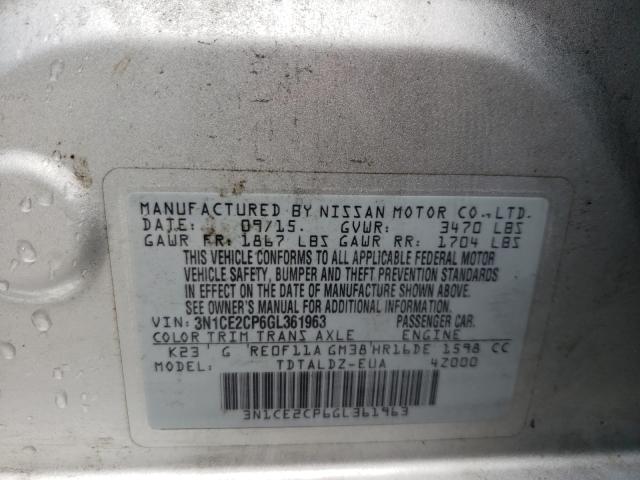 MANUFACTURED BY NISSAN MOTOR CO.,LTD.
DATE: 09/15. GVWR: 3470 LBS
GAWR FR: 1867 LBS GAWR RR: 1704 LBS
THIS VEHICLE CONFORMS TO ALL APPLICABLE FEDERAL MOTOR
VEHICLE SAFETY, BUMPER AND THEFT PREVENTION STANDARDS
IN EFFECT ON THE DATE OF MANUFACTURE SHOWN ABOVE.
SEE OWNER'S MANUAL FOR ADDITIONAL INFORMATION
VIN: 3N1CE2CP6GL361963 PASSENGER CAR.
COLOR TRIM TRANS AXLE ENGINE
K23 G RE0F11A GM38 HR16DE 1598 CC
MODEL: TDTALDZ-EUA 4Z000
3N1CE2CP6GL361963